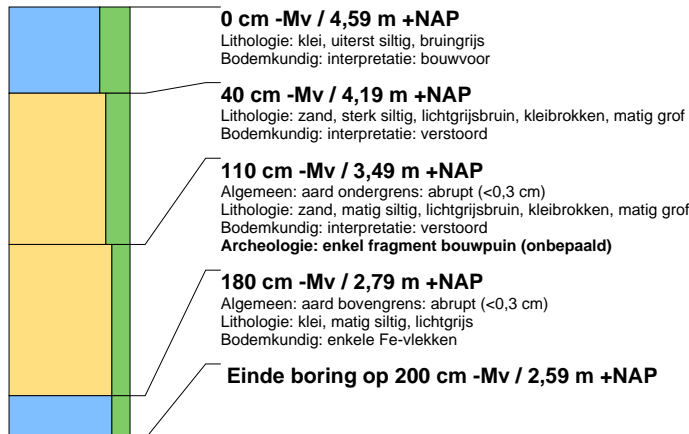 0 cm -Mv / 4,59 m +NAP
Lithologie: klei, uiterst siltig, bruingrijs
Bodemkundig: interpretatie: bouwvoor
40 cm -Mv / 4,19 m +NAP
Lithologie: zand, sterk siltig, lichtgrijsbruin, kleibrokken, matig grof
Bodemkundig: interpretatie: verstoord
110 cm -Mv / 3,49 m +NAP
Algemeen: aard ondergrens: abrupt (<0,3 cm)
Lithologie: zand, matig siltig, lichtgrijsbruin, kleibrokken, matig grof
Bodemkundig: interpretatie: verstoord
Archeologie: enkel fragment bouwpuin (onbepaald)
180 cm -Mv / 2,79 m +NAP
Algemeen: aard bovengrens: abrupt (<0,3 cm)
Lithologie: klei, matig siltig, lichtgrijs
Bodemkundig: enkele Fe-vlekken
Einde boring op 200 cm -Mv / 2,59 m +NAP